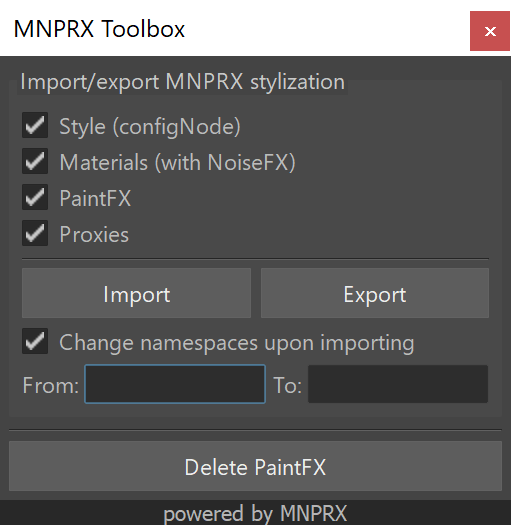 MNPRX Toolbox
Import/export MNPRX stylization
Style (configNode)
Materials (with NoiseFX)
PaintFX
Proxies
Import Export
Change namespaces upon importing
From: To:
Delete PaintFX
powered by MNPRX